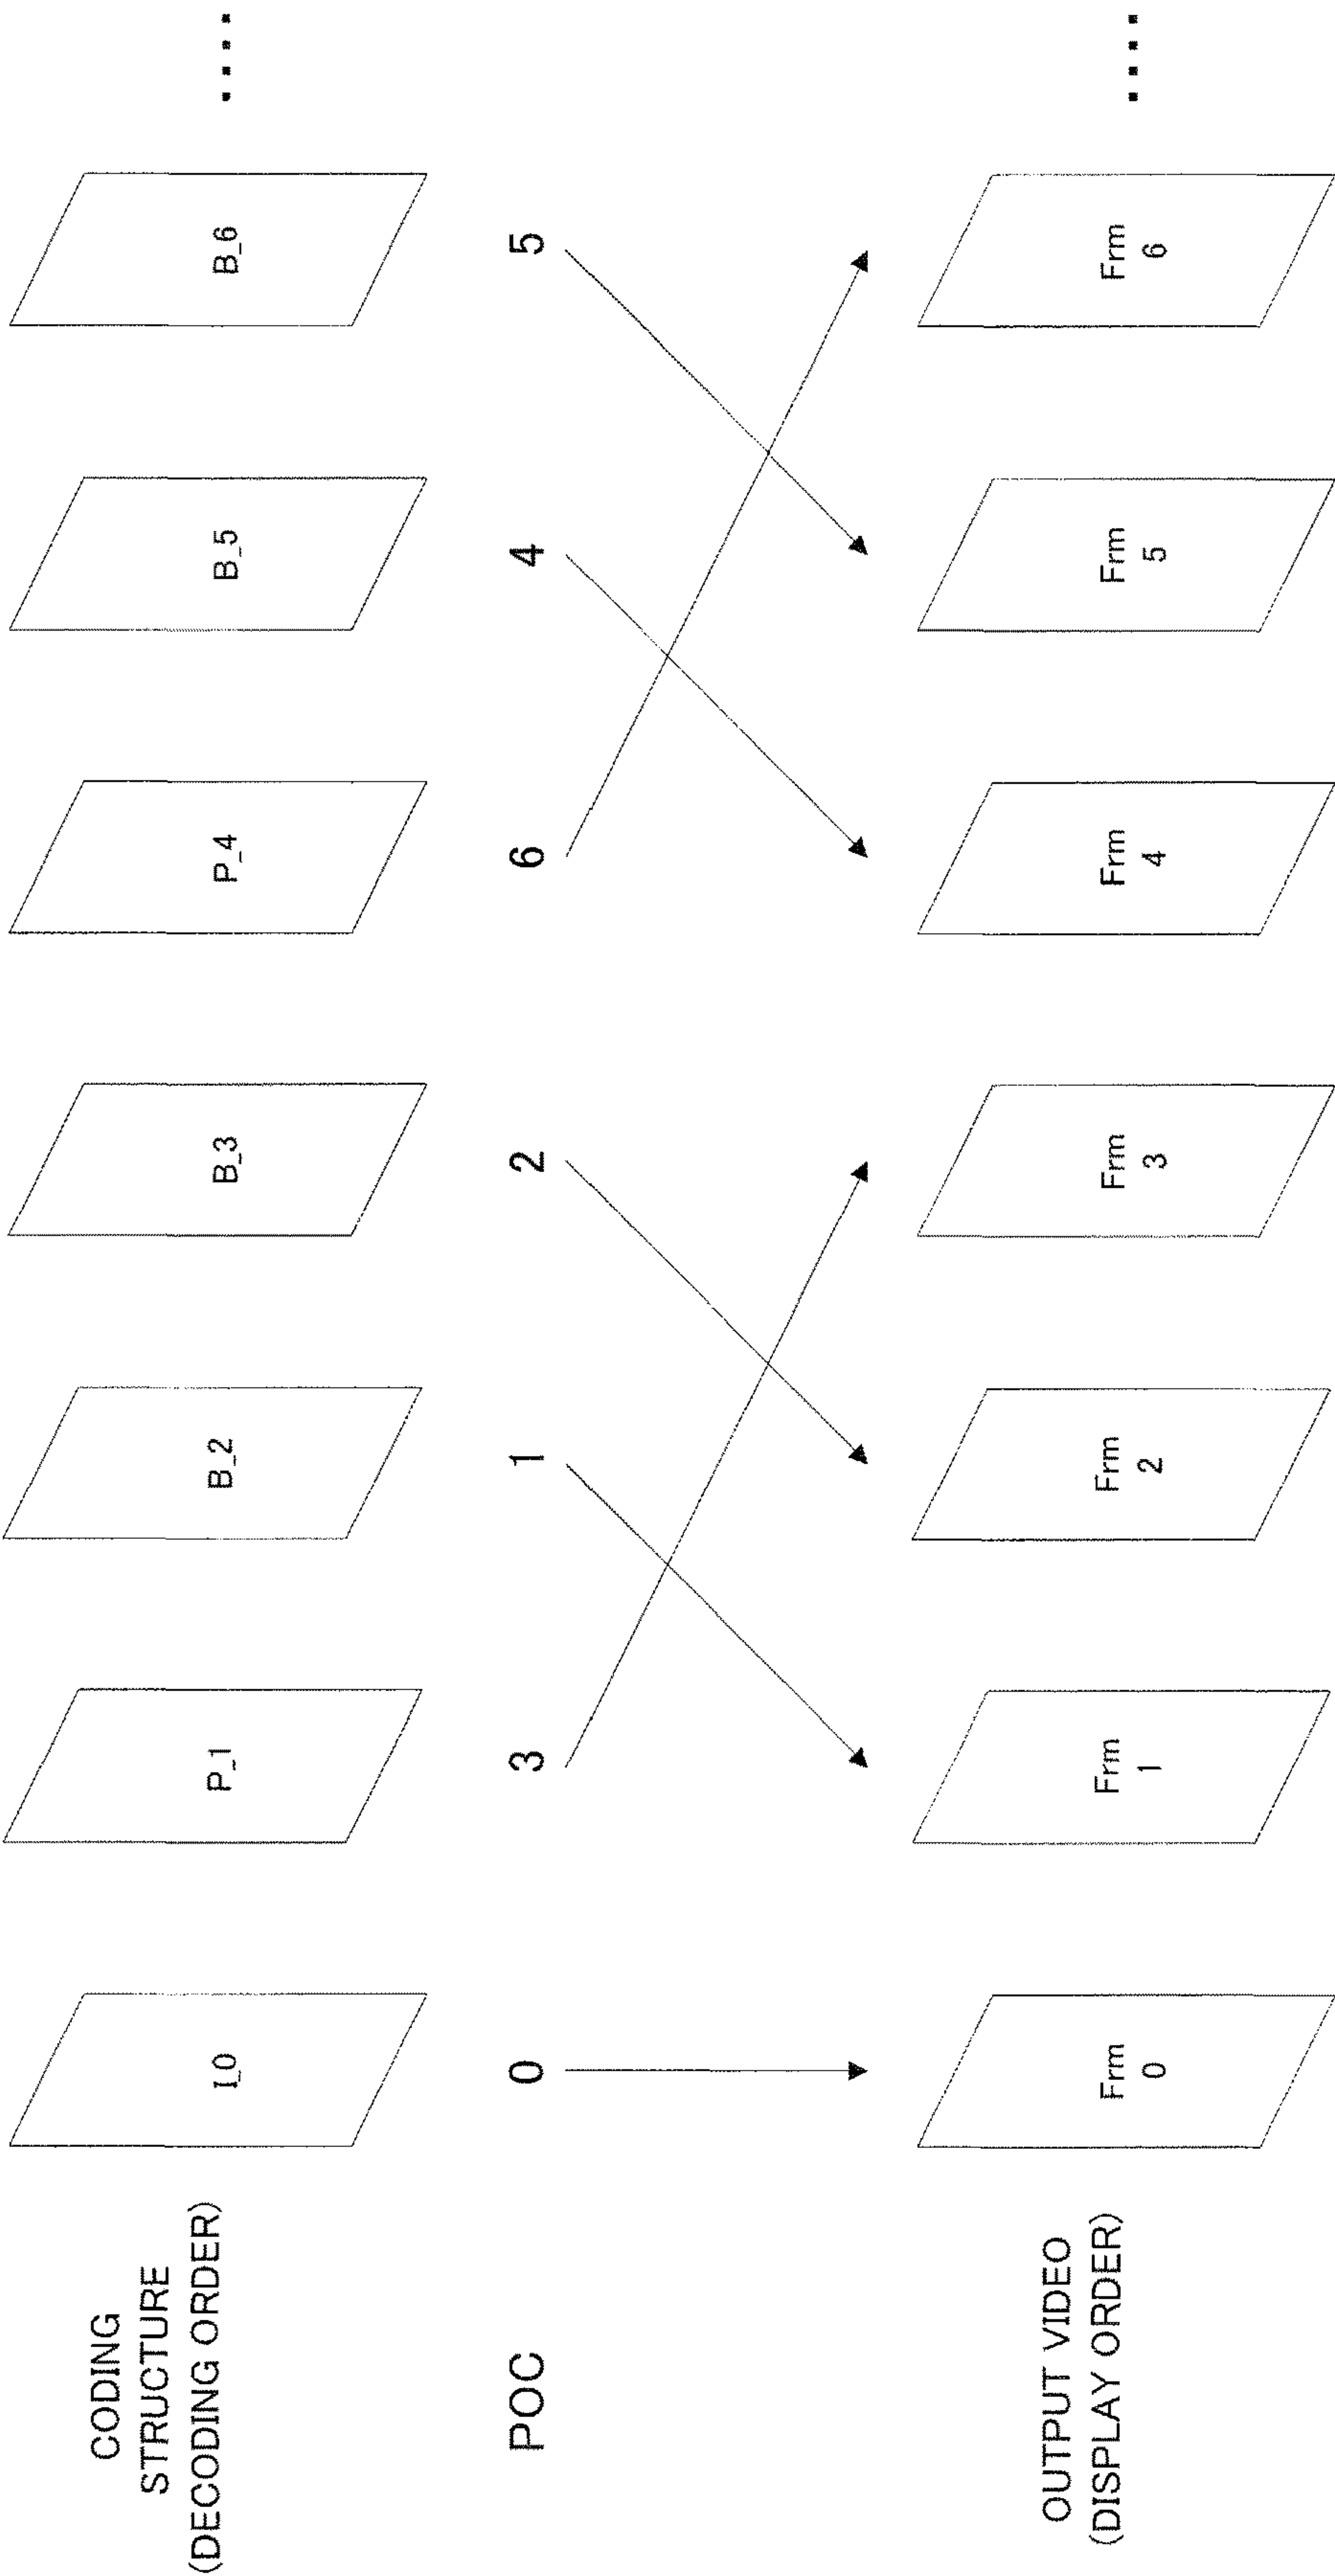 CODING
STRUCTURE
(DECODING ORDER)
I_0
P_1
B_2
B_3
P_4
B_5
B_6
POC
0
3
1
2
6
4
5
OUTPUT VIDEO
(DISPLAY ORDER)
Frm
0
Frm
1
Frm
2
Frm
3
Frm
4
Frm
5
Frm
6